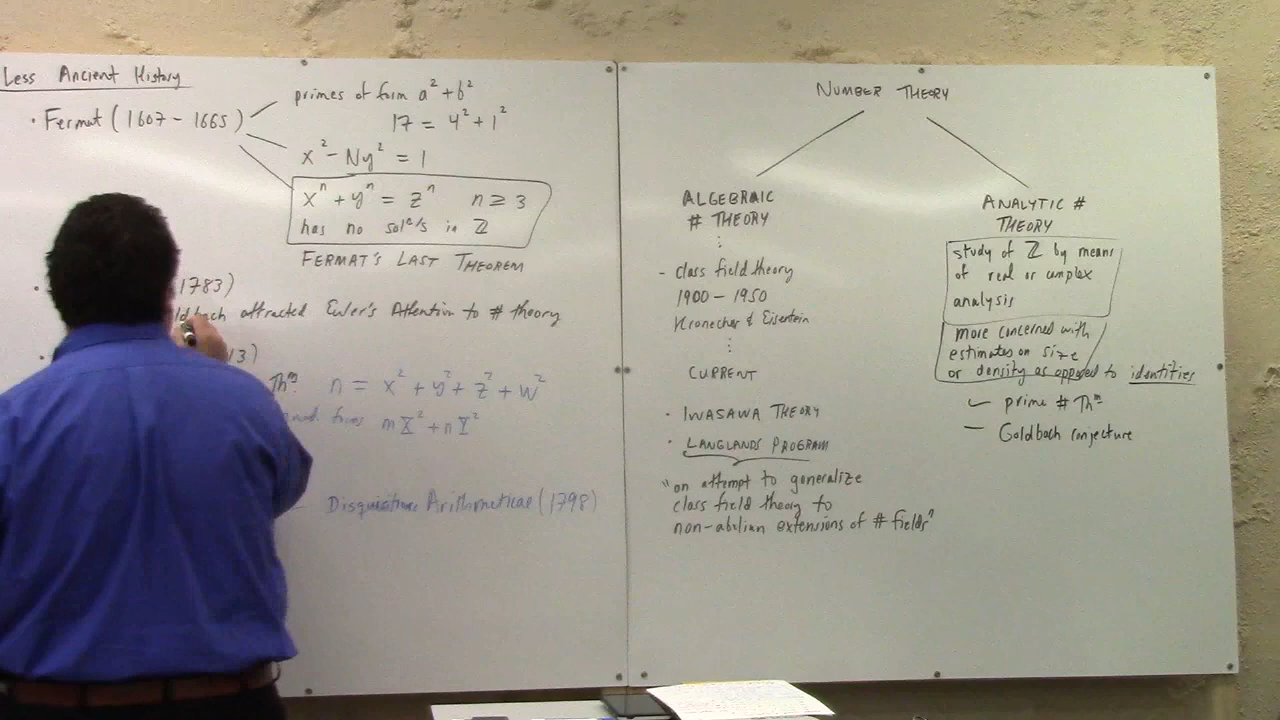 Less Ancient History
• Fermat (1607 - 1665)
primes of form a² + b²
17 = 4² + 1²
x² - Ny² = 1
xⁿ + yⁿ = zⁿ n ≥ 3
has no solⁿ/s in ℤ
FERMAT'S LAST THEOREM
1783)
attracted Euler's Attention to # theory
13)
Thᵐ n = x² + y² + z² + w²
forms mX² + nY²
Arithmeticae (1798)
NUMBER THEORY
ALGEBRAIC
# THEORY
- class field theory
1900 - 1950
Kronecker & Eisenstein
CURRENT
• IWASAWA THEORY
• LANGLANDS PROGRAM
"an attempt to generalize
class field theory to
non-abelian extensions of # fields"
ANALYTIC #
THEORY
study of ℤ by means
of real or complex
analysis
more concerned with
estimates on size
or density as opposed to identities
- prime # Thᵐ
- Goldbach conjecture